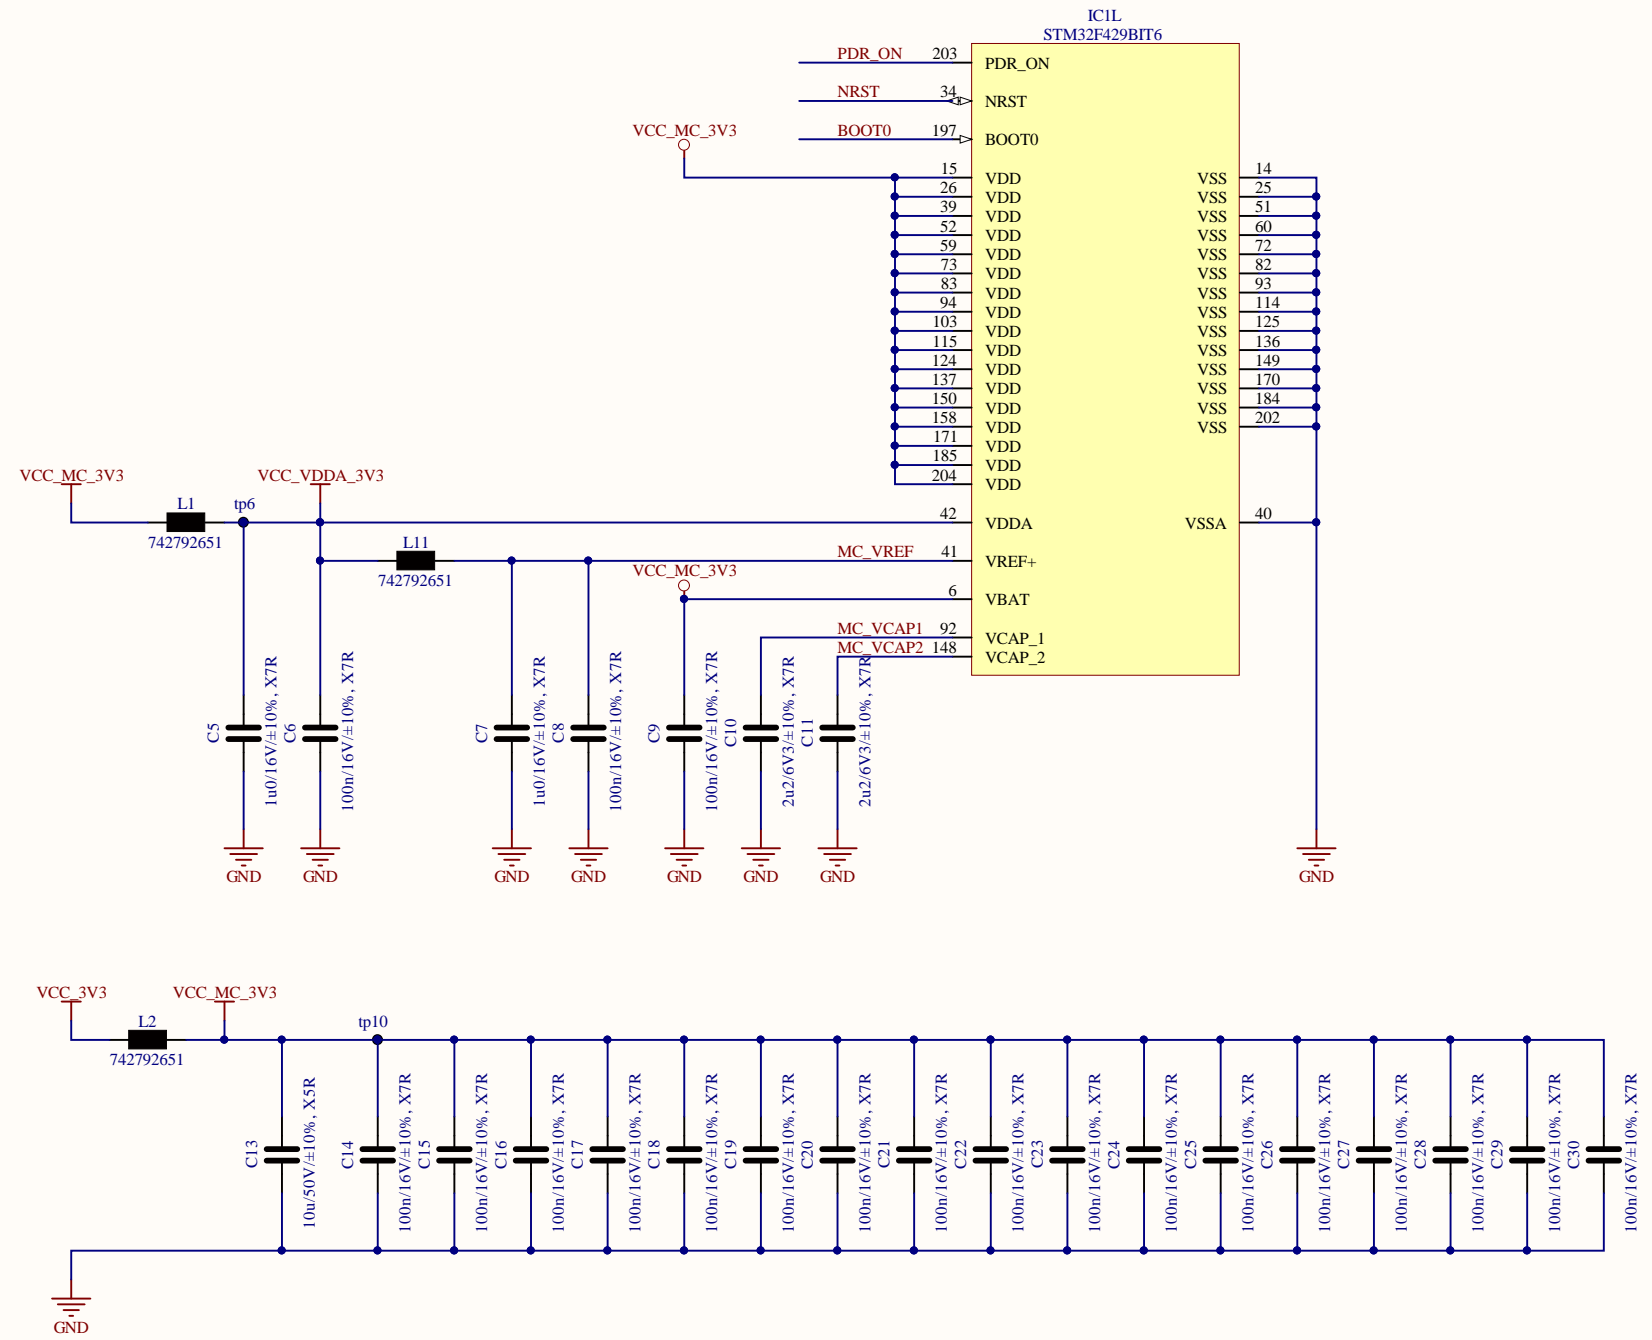 IC1L
STM32F429BIT6
PDR_ON 203 PDR_ON
NRST 34 NRST
VCC_MC_3V3 BOOT0 197 BOOT0
15 VDD VSS 14
26 VDD VSS 25
39 VDD VSS 51
52 VDD VSS 60
59 VDD VSS 72
73 VDD VSS 82
83 VDD VSS 93
94 VDD VSS 114
103 VDD VSS 125
115 VDD VSS 136
124 VDD VSS 149
137 VDD VSS 170
150 VDD VSS 184
158 VDD VSS 202
171 VDD
185 VDD
204 VDD
VCC_MC_3V3 VCC_VDDA_3V3
L1 tp6 42 VDDA VSSA 40
742792651
L11 MC_VREF 41 VREF+
742792651 VCC_MC_3V3
6 VBAT
MC_VCAP1 92 VCAP_1
MC_VCAP2 148 VCAP_2
C5 1u0/16V/±10%, X7R
C6 100n/16V/±10%, X7R
C7 1u0/16V/±10%, X7R
C8 100n/16V/±10%, X7R
C9 100n/16V/±10%, X7R
C10 2u2/6V3/±10%, X7R
C11 2u2/6V3/±10%, X7R
GND GND GND GND GND GND GND GND
VCC_3V3 VCC_MC_3V3
L2 tp10
742792651
C13 10u/50V/±10%, X5R
C14 100n/16V/±10%, X7R
C15 100n/16V/±10%, X7R
C16 100n/16V/±10%, X7R
C17 100n/16V/±10%, X7R
C18 100n/16V/±10%, X7R
C19 100n/16V/±10%, X7R
C20 100n/16V/±10%, X7R
C21 100n/16V/±10%, X7R
C22 100n/16V/±10%, X7R
C23 100n/16V/±10%, X7R
C24 100n/16V/±10%, X7R
C25 100n/16V/±10%, X7R
C26 100n/16V/±10%, X7R
C27 100n/16V/±10%, X7R
C28 100n/16V/±10%, X7R
C29 100n/16V/±10%, X7R
C30 100n/16V/±10%, X7R
GND